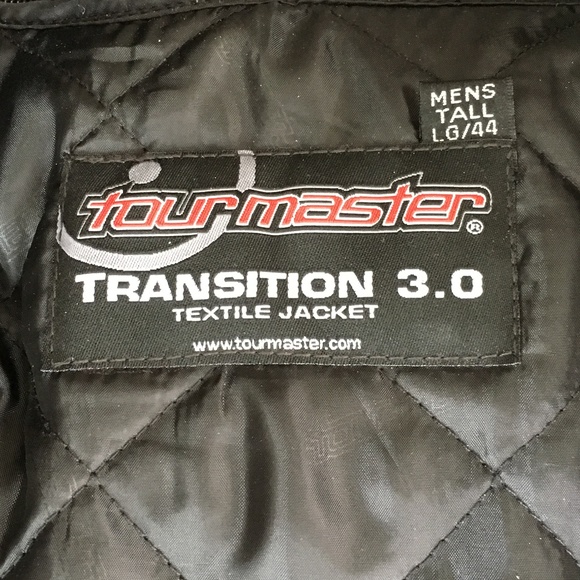 MENS
TALL
LG/44
tourmaster®
TRANSITION 3.0
TEXTILE JACKET
www.tourmaster.com